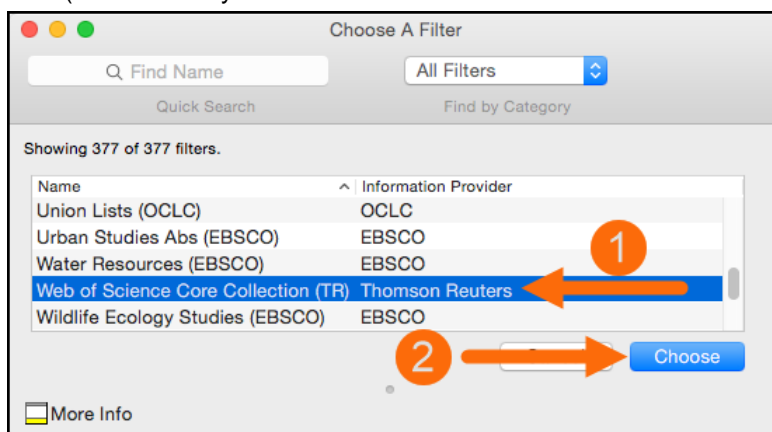 Choose A Filter
Find Name
All Filters
Quick Search
Find by Category
Showing 377 of 377 filters.
Name Information Provider
Union Lists (OCLC) OCLC
Urban Studies Abs (EBSCO) EBSCO
Water Resources (EBSCO) EBSCO
1
Web of Science Core Collection (TR) Thomson Reuters
Wildlife Ecology Studies (EBSCO) EBSCO
2 Choose
More Info